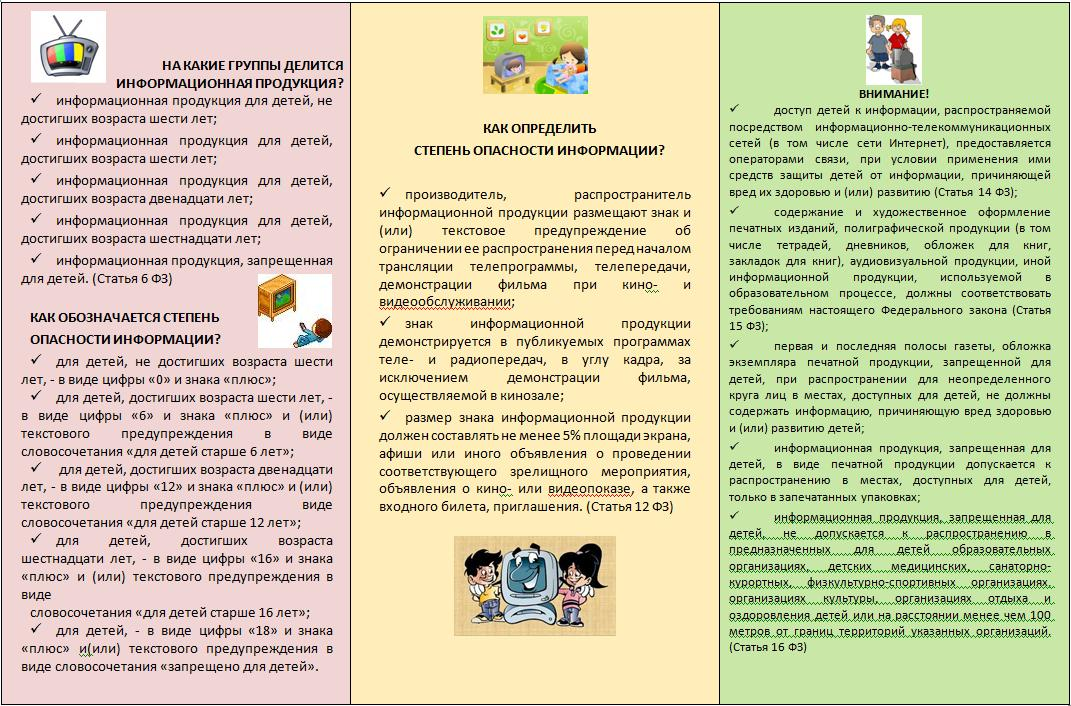 НА КАКИЕ ГРУППЫ ДЕЛИТСЯ
ИНФОРМАЦИОННАЯ ПРОДУКЦИЯ?
✓ информационная продукция для детей, не
достигших возраста шести лет;
✓ информационная продукция для детей,
достигших возраста шести лет;
✓ информационная продукция для детей,
достигших возраста двенадцати лет;
✓ информационная продукция для детей,
достигших возраста шестнадцати лет;
✓ информационная продукция, запрещенная
для детей. (Статья 6 ФЗ)
КАК ОБОЗНАЧАЕТСЯ СТЕПЕНЬ
ОПАСНОСТИ ИНФОРМАЦИИ?
✓ для детей, не достигших возраста шести
лет, - в виде цифры «0» и знака «плюс»;
✓ для детей, достигших возраста шести лет, -
в виде цифры «6» и знака «плюс» и (или)
текстового предупреждения в виде
словосочетания «для детей старше 6 лет»;
✓ для детей, достигших возраста двенадцати
лет, - в виде цифры «12» и знака «плюс» и (или)
текстового предупреждения виде
словосочетания «для детей старше 12 лет»;
✓ для детей, достигших возраста
шестнадцати лет, - в виде цифры «16» и знака
«плюс» и (или) текстового предупреждения в
виде
словосочетания «для детей старше 16 лет»;
✓ для детей, - в виде цифры «18» и знака
«плюс» и(или) текстового предупреждения в
виде словосочетания «запрещено для детей».
КАК ОПРЕДЕЛИТЬ
СТЕПЕНЬ ОПАСНОСТИ ИНФОРМАЦИИ?
✓ производитель, распространитель
информационной продукции размещают знак и
(или) текстовое предупреждение об
ограничении ее распространения перед началом
трансляции телепрограммы, телепередачи,
демонстрации фильма при кино- и
видеообслуживании;
✓ знак информационной продукции
демонстрируется в публикуемых программах
теле- и радиопередач, в углу кадра, за
исключением демонстрации фильма,
осуществляемой в кинозале;
✓ размер знака информационной продукции
должен составлять не менее 5% площади экрана,
афиши или иного объявления о проведении
соответствующего зрелищного мероприятия,
объявления о кино- или видеопоказе, а также
входного билета, приглашения. (Статья 12 ФЗ)
ВНИМАНИЕ!
✓ доступ детей к информации, распространяемой
посредством информационно-телекоммуникационных
сетей (в том числе сети Интернет), предоставляется
операторами связи, при условии применения ими
средств защиты детей от информации, причиняющей
вред их здоровью и (или) развитию (Статья 14 ФЗ);
✓ содержание и художественное оформление
печатных изданий, полиграфической продукции (в том
числе тетрадей, дневников, обложек для книг,
закладок для книг), аудиовизуальной продукции, иной
информационной продукции, используемой в
образовательном процессе, должны соответствовать
требованиям настоящего Федерального закона (Статья
15 ФЗ);
✓ первая и последняя полосы газеты, обложка
экземпляра печатной продукции, запрещенной для
детей, при распространении для неопределенного
круга лиц в местах, доступных для детей, не должны
содержать информацию, причиняющую вред здоровью
и (или) развитию детей;
✓ информационная продукция, запрещенная для
детей, в виде печатной продукции допускается к
распространению в местах, доступных для детей,
только в запечатанных упаковках;
✓ информационная продукция, запрещенная для
детей, не допускается к распространению в
предназначенных для детей образовательных
организациях, детских медицинских, санаторно-
курортных, физкультурно-спортивных организациях,
организациях культуры, организациях отдыха и
оздоровления детей или на расстоянии менее чем 100
метров от границ территорий указанных организаций.
(Статья 16 ФЗ)